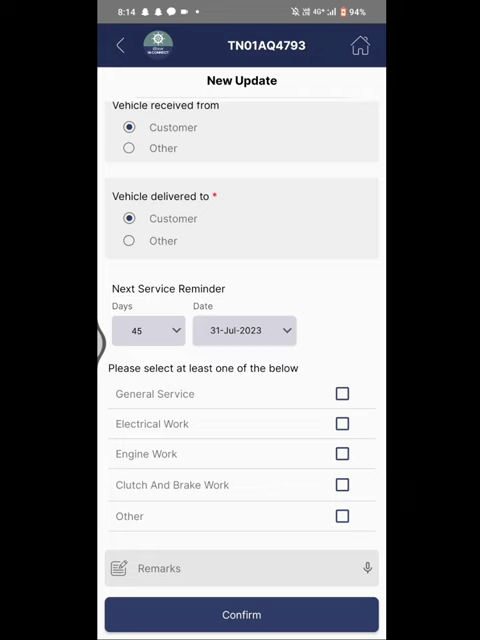 8:14
4G+
94%
TN01AQ4793
New Update
Vehicle received from
Customer
Other
Vehicle delivered to *
Customer
Other
Next Service Reminder
Days
Date
45
31-Jul-2023
Please select at least one of the below
General Service
Electrical Work
Engine Work
Clutch And Brake Work
Other
Remarks
Confirm